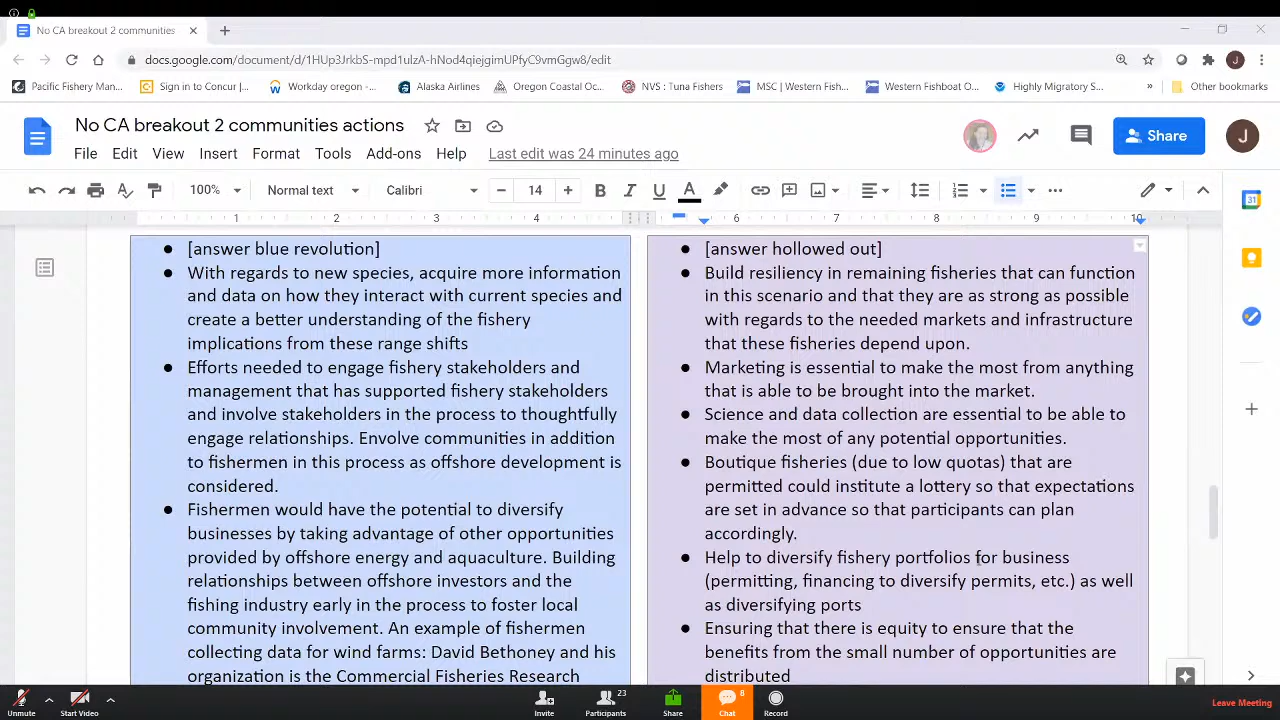 No CA breakout 2 communities
docs.google.com/document/d/1HUp3JrkbS-mpd1ulzA-hNod4qiejgimUPfyC9vmGgw8/edit
J
Pacific Fishery Man...
Sign in to Concur |...
Workday oregon -...
Alaska Airlines
Oregon Coastal Oc...
NVS : Tuna Fishers
MSC | Western Fish...
Western Fishboat O...
Highly Migratory S...
»
Other bookmarks
No CA breakout 2 communities actions
Share
J
File Edit View Insert Format Tools Add-ons Help Last edit was 24 minutes ago
100% Normal text Calibri 14
1 2 3 4 6 7 8 9 10
● [answer blue revolution]
● With regards to new species, acquire more information
and data on how they interact with current species and
create a better understanding of the fishery
implications from these range shifts
● Efforts needed to engage fishery stakeholders and
management that has supported fishery stakeholders
and involve stakeholders in the process to thoughtfully
engage relationships. Envolve communities in addition
to fishermen in this process as offshore development is
considered.
● Fishermen would have the potential to diversify
businesses by taking advantage of other opportunities
provided by offshore energy and aquaculture. Building
relationships between offshore investors and the
fishing industry early in the process to foster local
community involvement. An example of fishermen
collecting data for wind farms: David Bethoney and his
organization is the Commercial Fisheries Research
● [answer hollowed out]
● Build resiliency in remaining fisheries that can function
in this scenario and that they are as strong as possible
with regards to the needed markets and infrastructure
that these fisheries depend upon.
● Marketing is essential to make the most from anything
that is able to be brought into the market.
● Science and data collection are essential to be able to
make the most of any potential opportunities.
● Boutique fisheries (due to low quotas) that are
permitted could institute a lottery so that expectations
are set in advance so that participants can plan
accordingly.
● Help to diversify fishery portfolios for business
(permitting, financing to diversify permits, etc.) as well
as diversifying ports
● Ensuring that there is equity to ensure that the
benefits from the small number of opportunities are
distributed
31
Unmute
Start Video
Invite
23
Participants
Share
8
Chat
Record
Leave Meeting